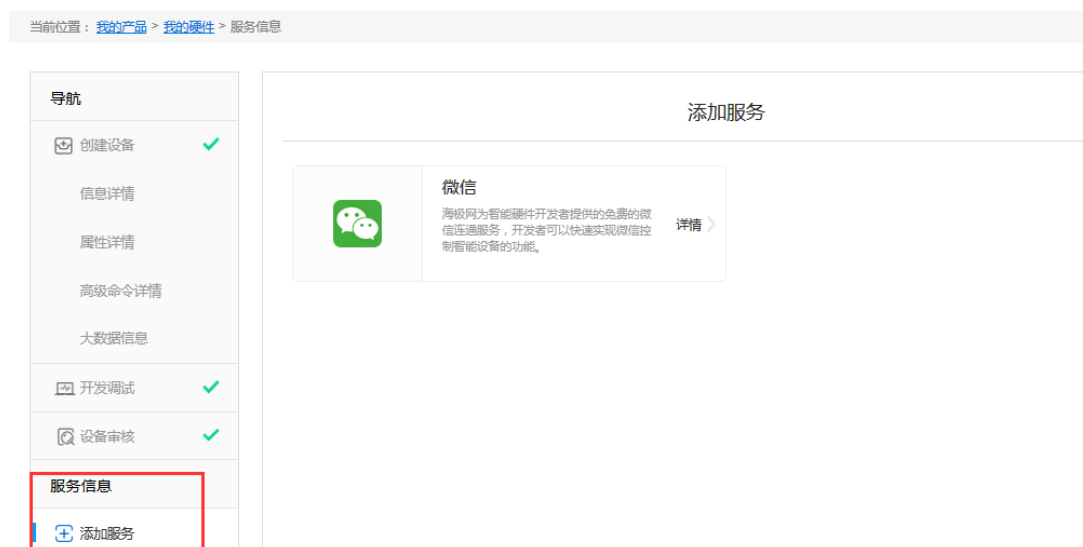 当前位置： 我的产品 > 我的硬件 > 服务信息
导航
创建设备
信息详情
属性详情
高级命令详情
大数据信息
开发调试
设备审核
服务信息
添加服务
添加服务
微信
海极网为智能硬件开发者提供的免费的微
信连通服务，开发者可以快速实现微信控
制智能设备的功能。
详情